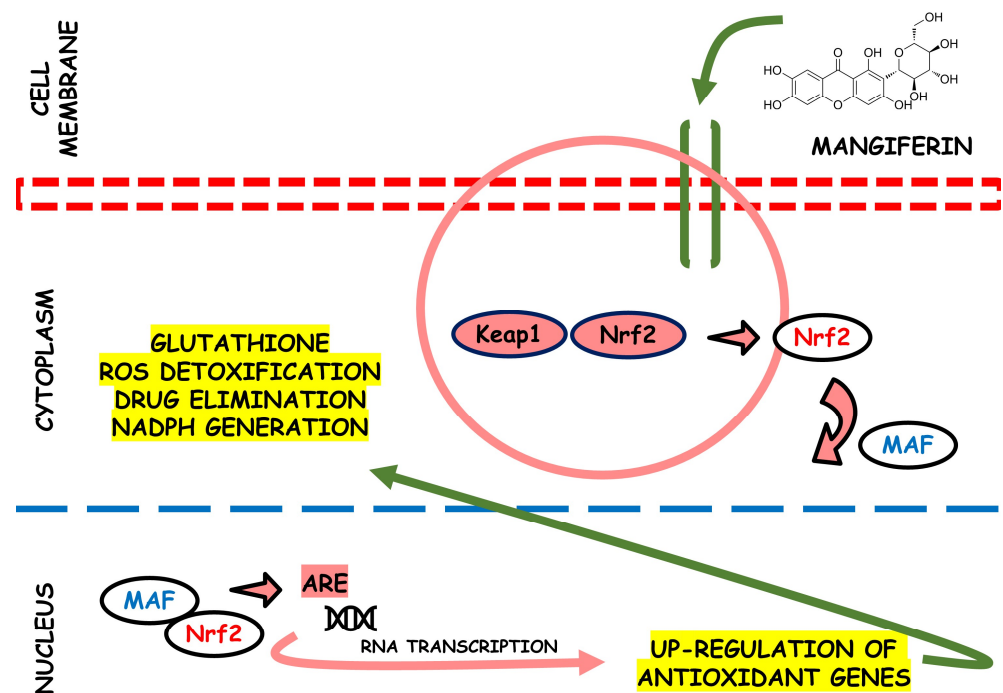 CELL
MEMBRANE
OH
O
OH
O
OH
HO
OH
HO
O
OH
OH
MANGIFERIN
CYTOPLASM
Keap1
Nrf2
Nrf2
GLUTATHIONE
ROS DETOXIFICATION
DRUG ELIMINATION
NADPH GENERATION
MAF
NUCLEUS
ARE
MAF
Nrf2
RNA TRANSCRIPTION
UP-REGULATION OF
ANTIOXIDANT GENES